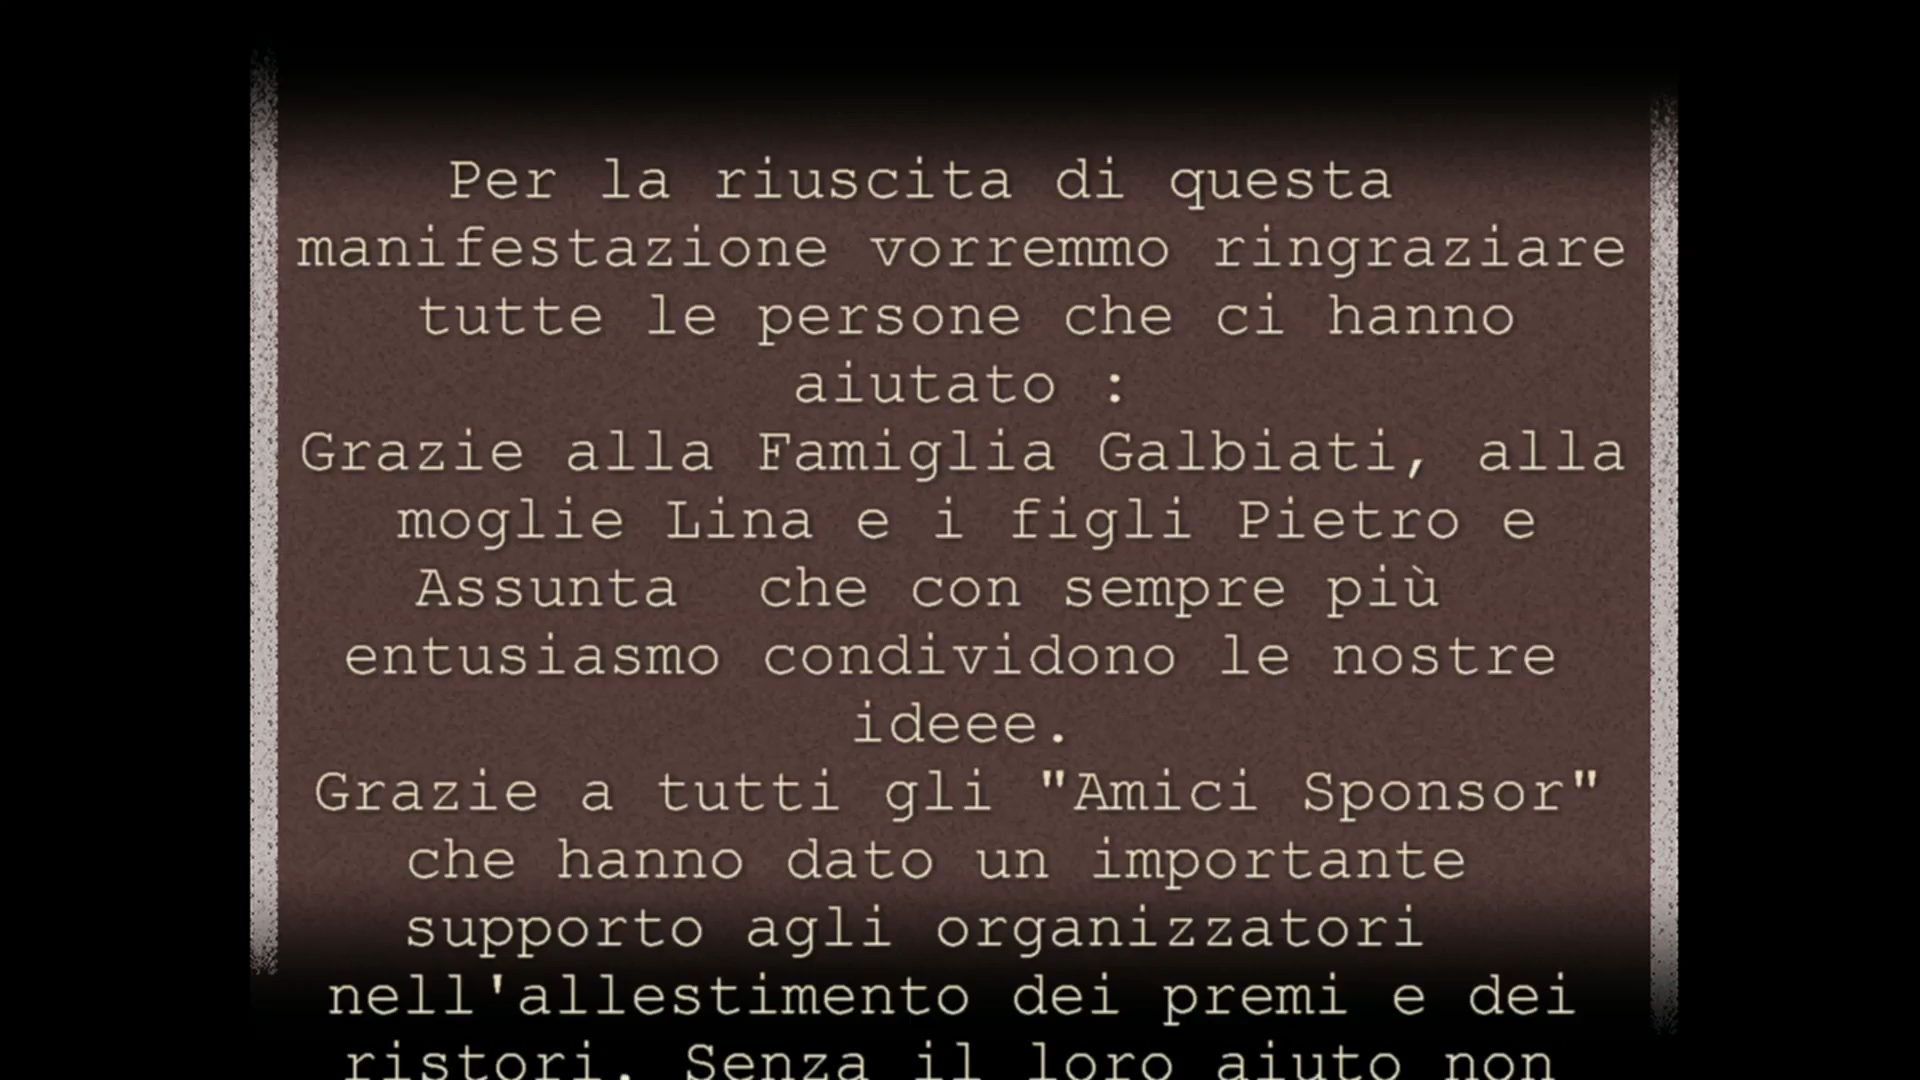 Per la riuscita di questa
manifestazione vorremmo ringraziare
tutte le persone che ci hanno
aiutato :
Grazie alla Famiglia Galbiati, alla
moglie Lina e i figli Pietro e
Assunta  che con sempre più
entusiasmo condividono le nostre
ideee.
Grazie a tutti gli "Amici Sponsor"
che hanno dato un importante
supporto agli organizzatori
nell'allestimento dei premi e dei
ristori. Senza il loro aiuto non